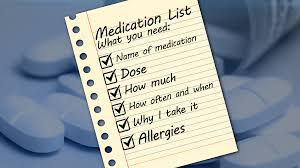 Medication List
What you need:
Name of medication
Dose
How much
How often and when
Why I take it
Allergies